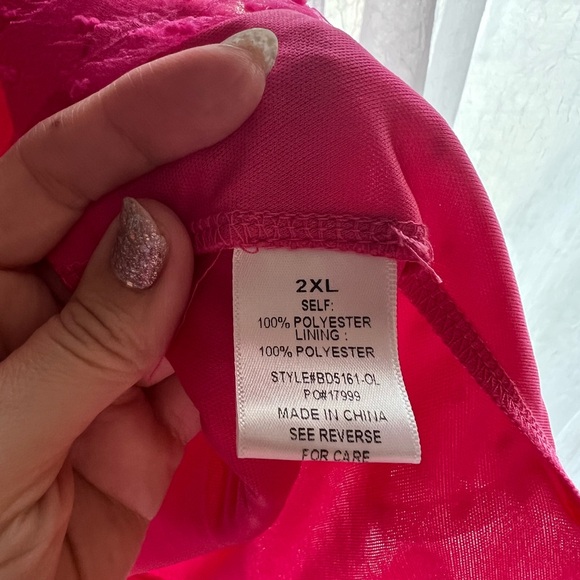 2XL
SELF:
100% POLYESTER
LINING :
100% POLYESTER
STYLE#BD5161-OL
PO#17999
MADE IN CHINA
SEE REVERSE
FOR CARE